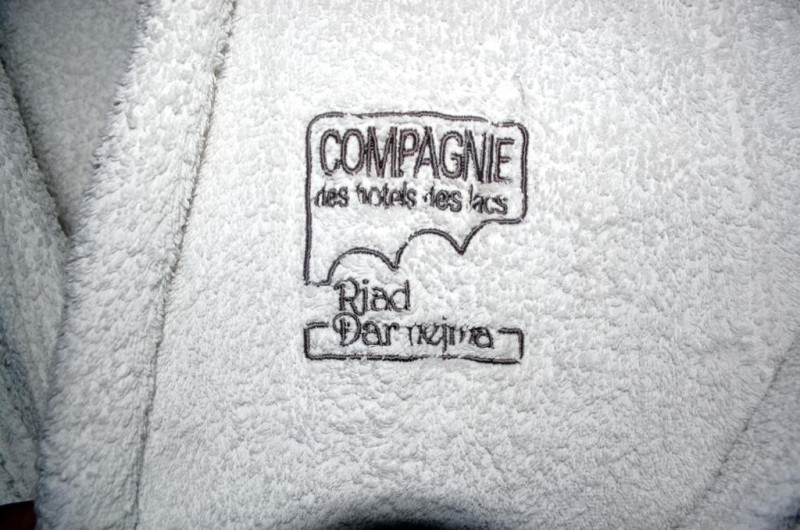 COMPAGNIE
des hotels des lacs
Riad
Dar nejma